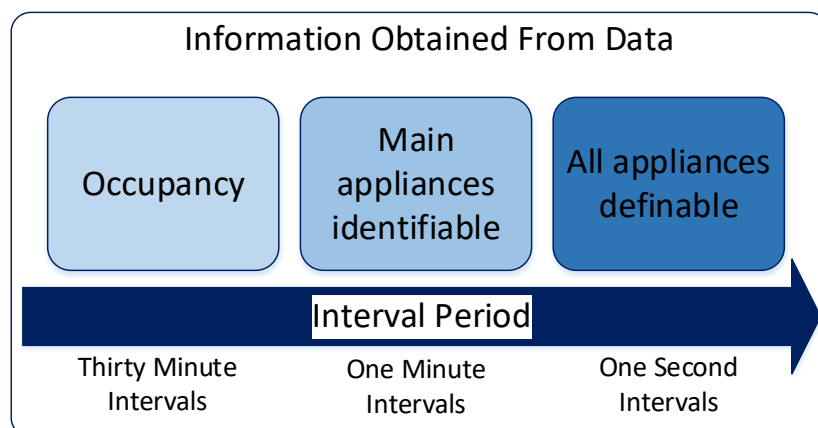 Information Obtained From Data
Occupancy
Main
appliances
identifiable
All appliances
definable
Interval Period
Thirty Minute
Intervals
One Minute
Intervals
One Second
Intervals